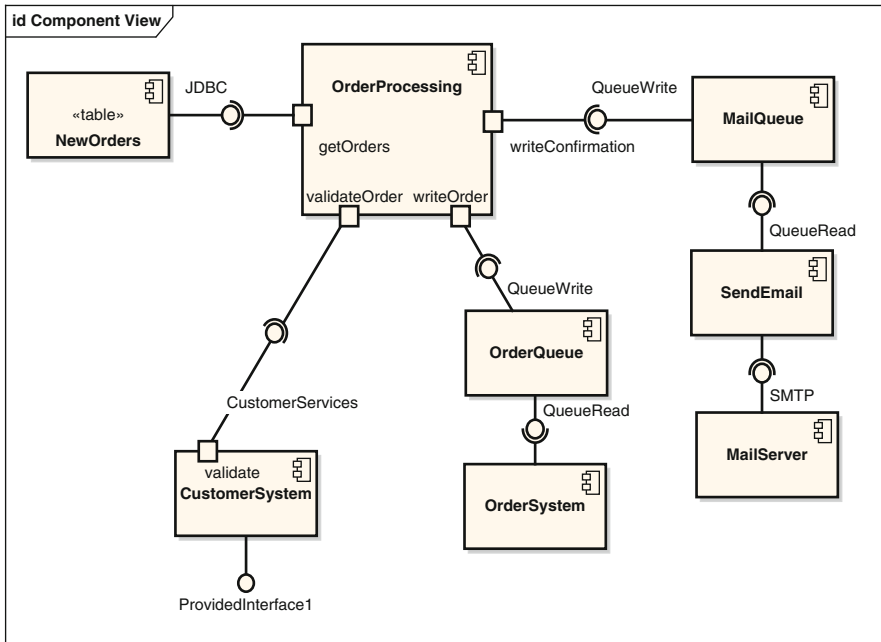 id Component View
«table»
NewOrders
JDBC
OrderProcessing
getOrders
validateOrder
writeOrder
QueueWrite
writeConfirmation
MailQueue
QueueRead
SendEmail
SMTP
MailServer
QueueWrite
OrderQueue
QueueRead
OrderSystem
CustomerServices
validate
CustomerSystem
ProvidedInterface1